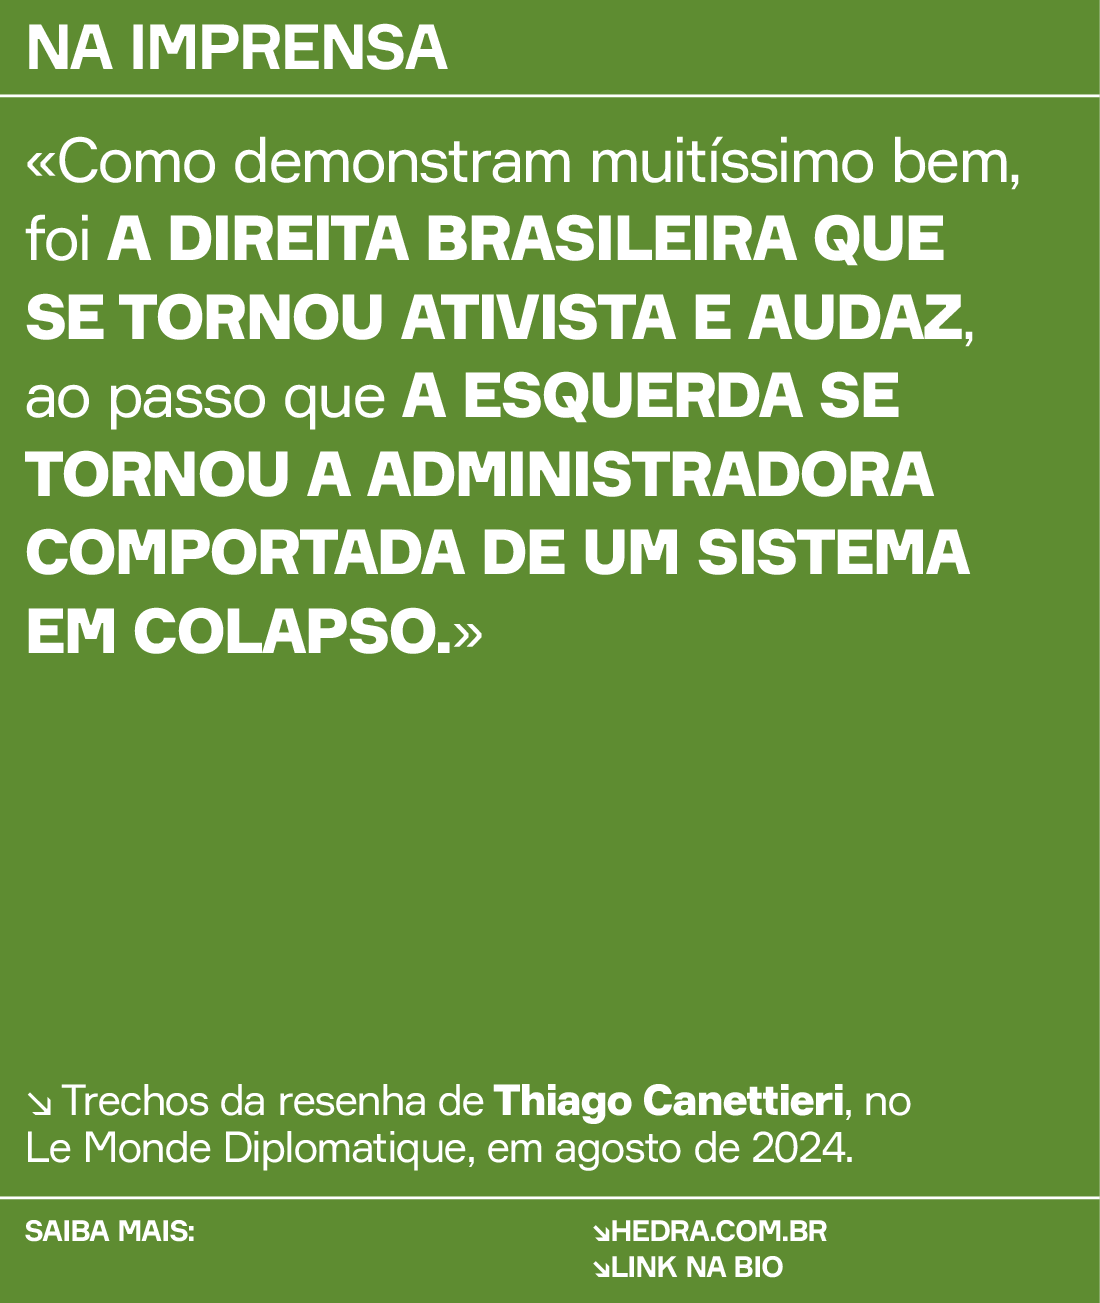 NA IMPRENSA
«Como demonstram muitíssimo bem,
foi A DIREITA BRASILEIRA QUE
SE TORNOU ATIVISTA E AUDAZ,
ao passo que A ESQUERDA SE
TORNOU A ADMINISTRADORA
COMPORTADA DE UM SISTEMA
EM COLAPSO.»
↘ Trechos da resenha de Thiago Canettieri, no
Le Monde Diplomatique, em agosto de 2024.
SAIBA MAIS:
↘HEDRA.COM.BR
↘LINK NA BIO